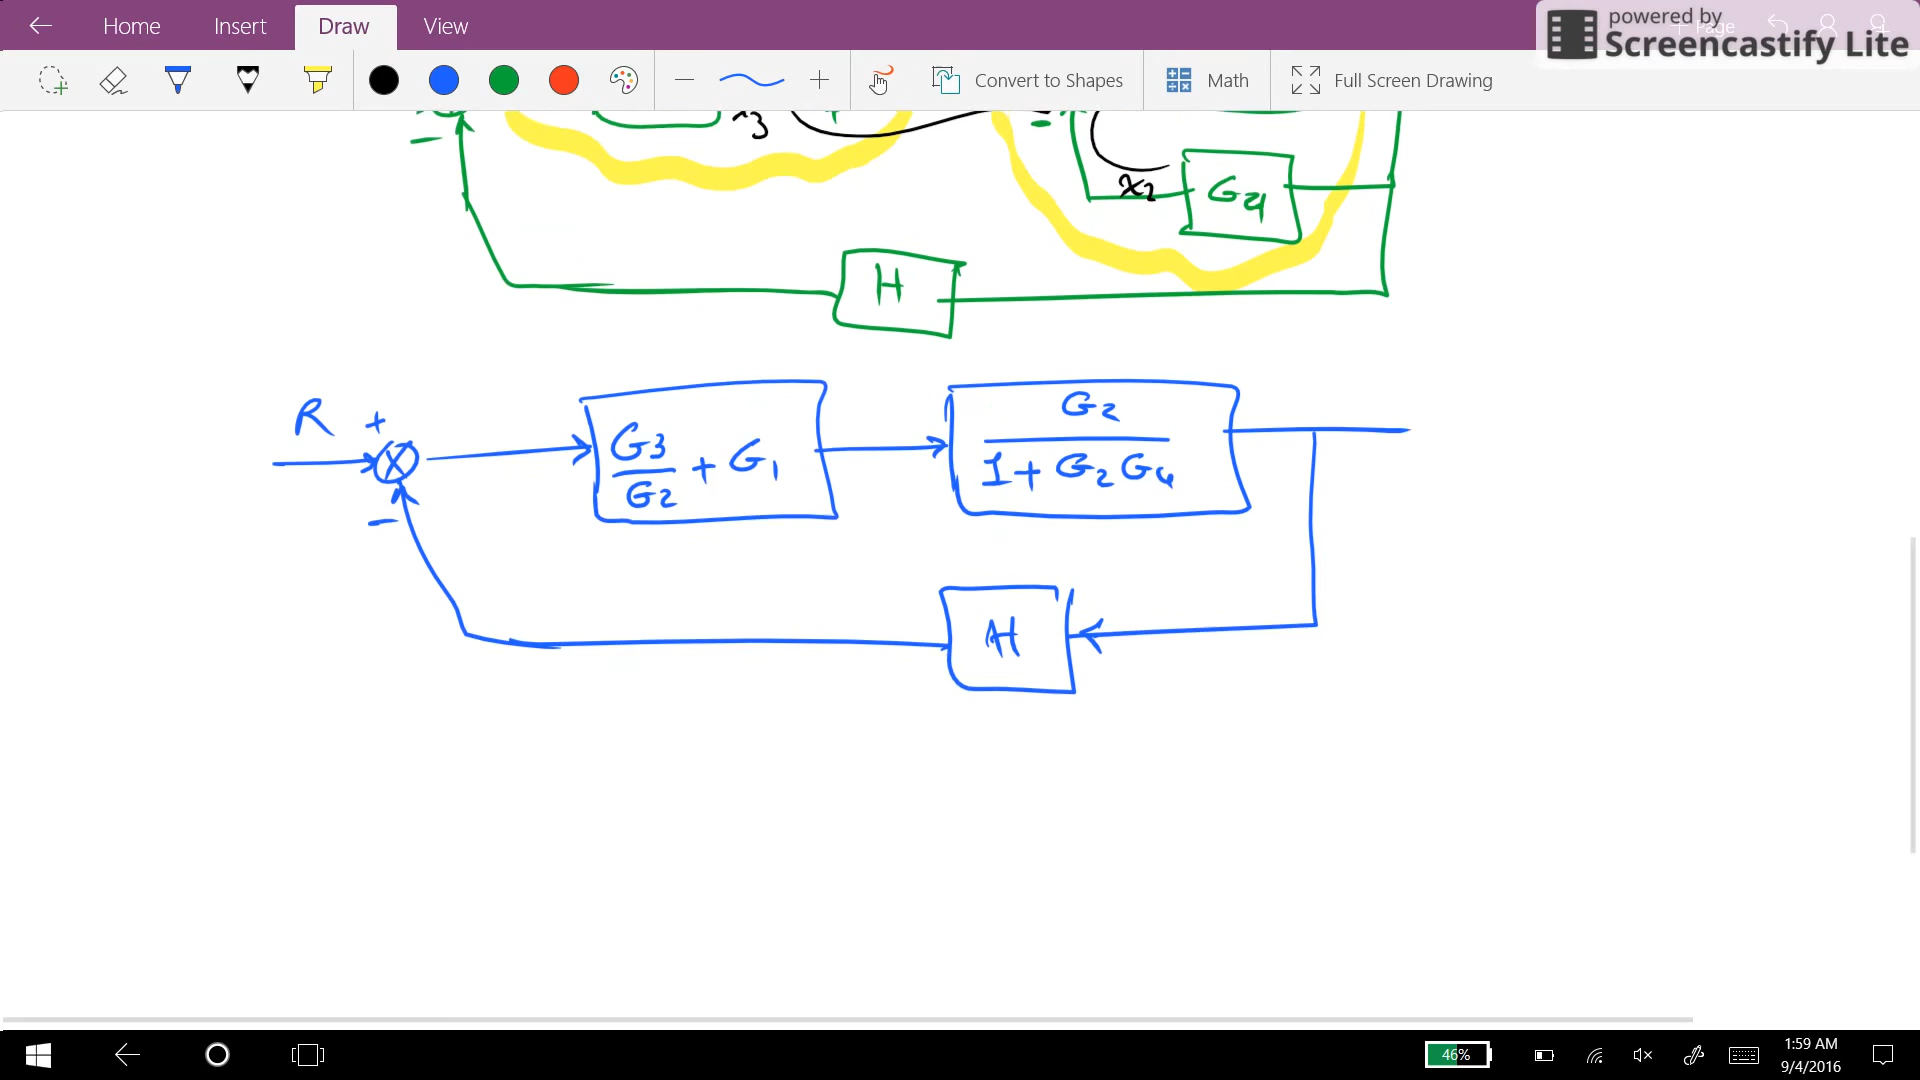 Home Insert Draw View
powered by
Screencastify Lite
Page
Convert to Shapes Math Full Screen Drawing
x3
−
−
x2
G4
H
R +
−
G3/G2 + G1
G2/(1 + G2G4)
H
46%
1:59 AM
9/4/2016